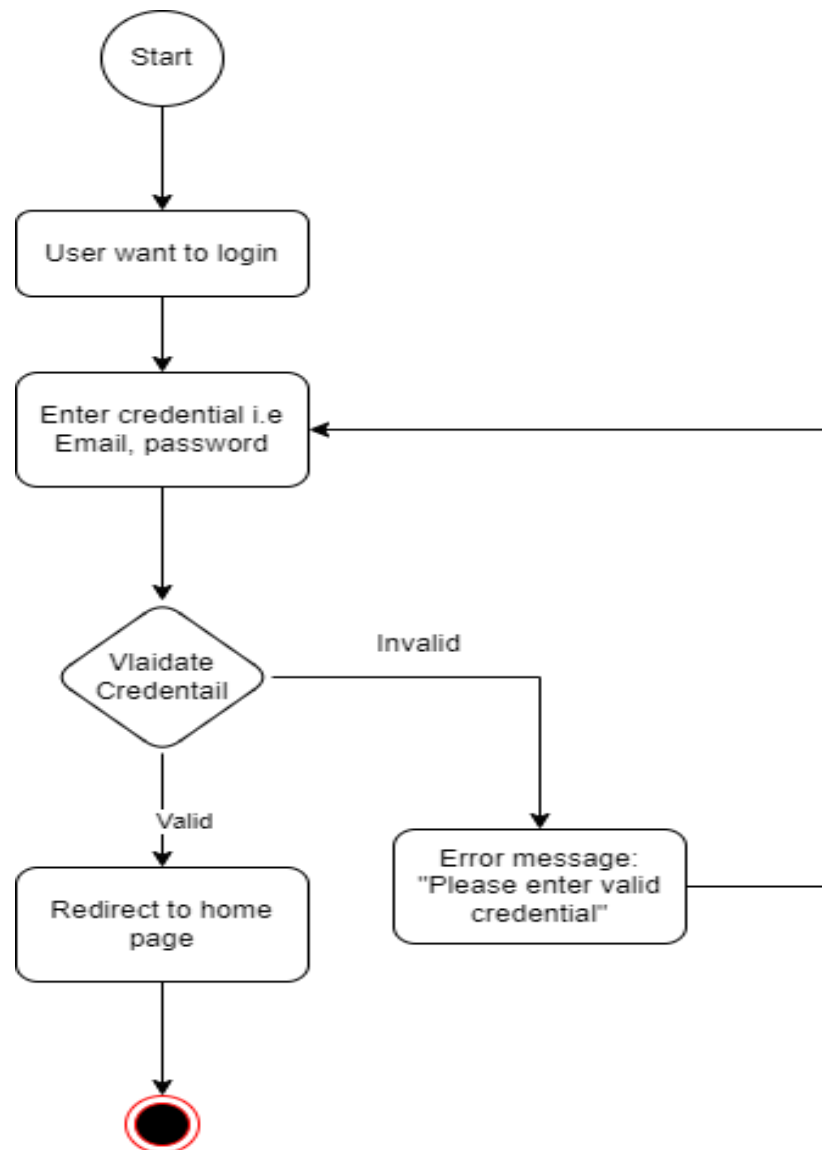 Start
User want to login
Enter credential i.e
Email, password
Vlaidate
Credentail
Invalid
Valid
Error message:
"Please enter valid
credential"
Redirect to home
page